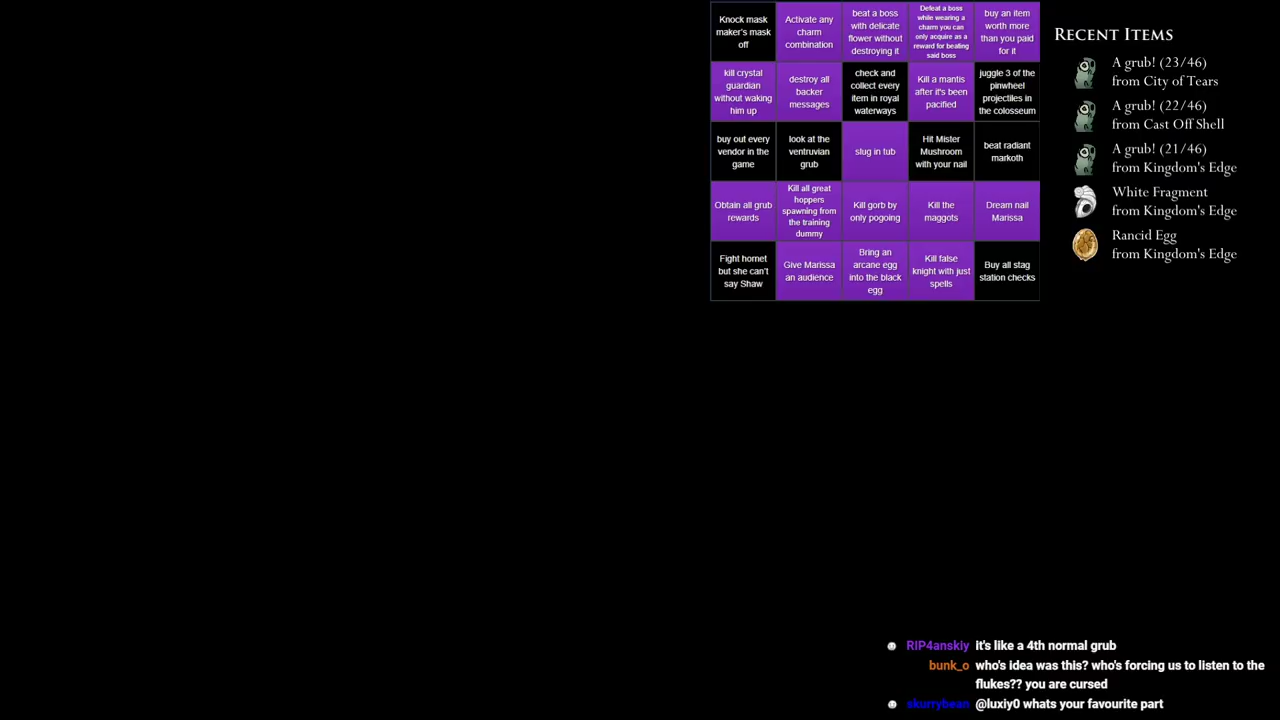 Knock mask
maker's mask
off
Activate any
charm
combination
beat a boss
with delicate
flower without
destroying it
Defeat a boss
while wearing a
charm you can
only acquire as a
reward for beating
said boss
buy an item
worth more
than you paid
for it
kill crystal
guardian
without waking
him up
destroy all
backer
messages
check and
collect every
item in royal
waterways
Kill a mantis
after it's been
pacified
juggle 3 of the
pinwheel
projectiles in
the colosseum
buy out every
vendor in the
game
look at the
ventruvian
grub
slug in tub
Hit Mister
Mushroom
with your nail
beat radiant
markoth
Obtain all grub
rewards
Kill all great
hoppers
spawning from
the training
dummy
Kill gorb by
only pogoing
Kill the
maggots
Dream nail
Marissa
Fight hornet
but she can't
say Shaw
Give Marissa
an audience
Bring an
arcane egg
into the black
egg
Kill false
knight with just
spells
Buy all stag
station checks
RECENT ITEMS
A grub! (23/46)
from City of Tears
A grub! (22/46)
from Cast Off Shell
A grub! (21/46)
from Kingdom's Edge
White Fragment
from Kingdom's Edge
Rancid Egg
from Kingdom's Edge
RIP4anskiy it's like a 4th normal grub
bunk_o who's idea was this? who's forcing us to listen to the
flukes?? you are cursed
skurrybean @luxiy0 whats your favourite part